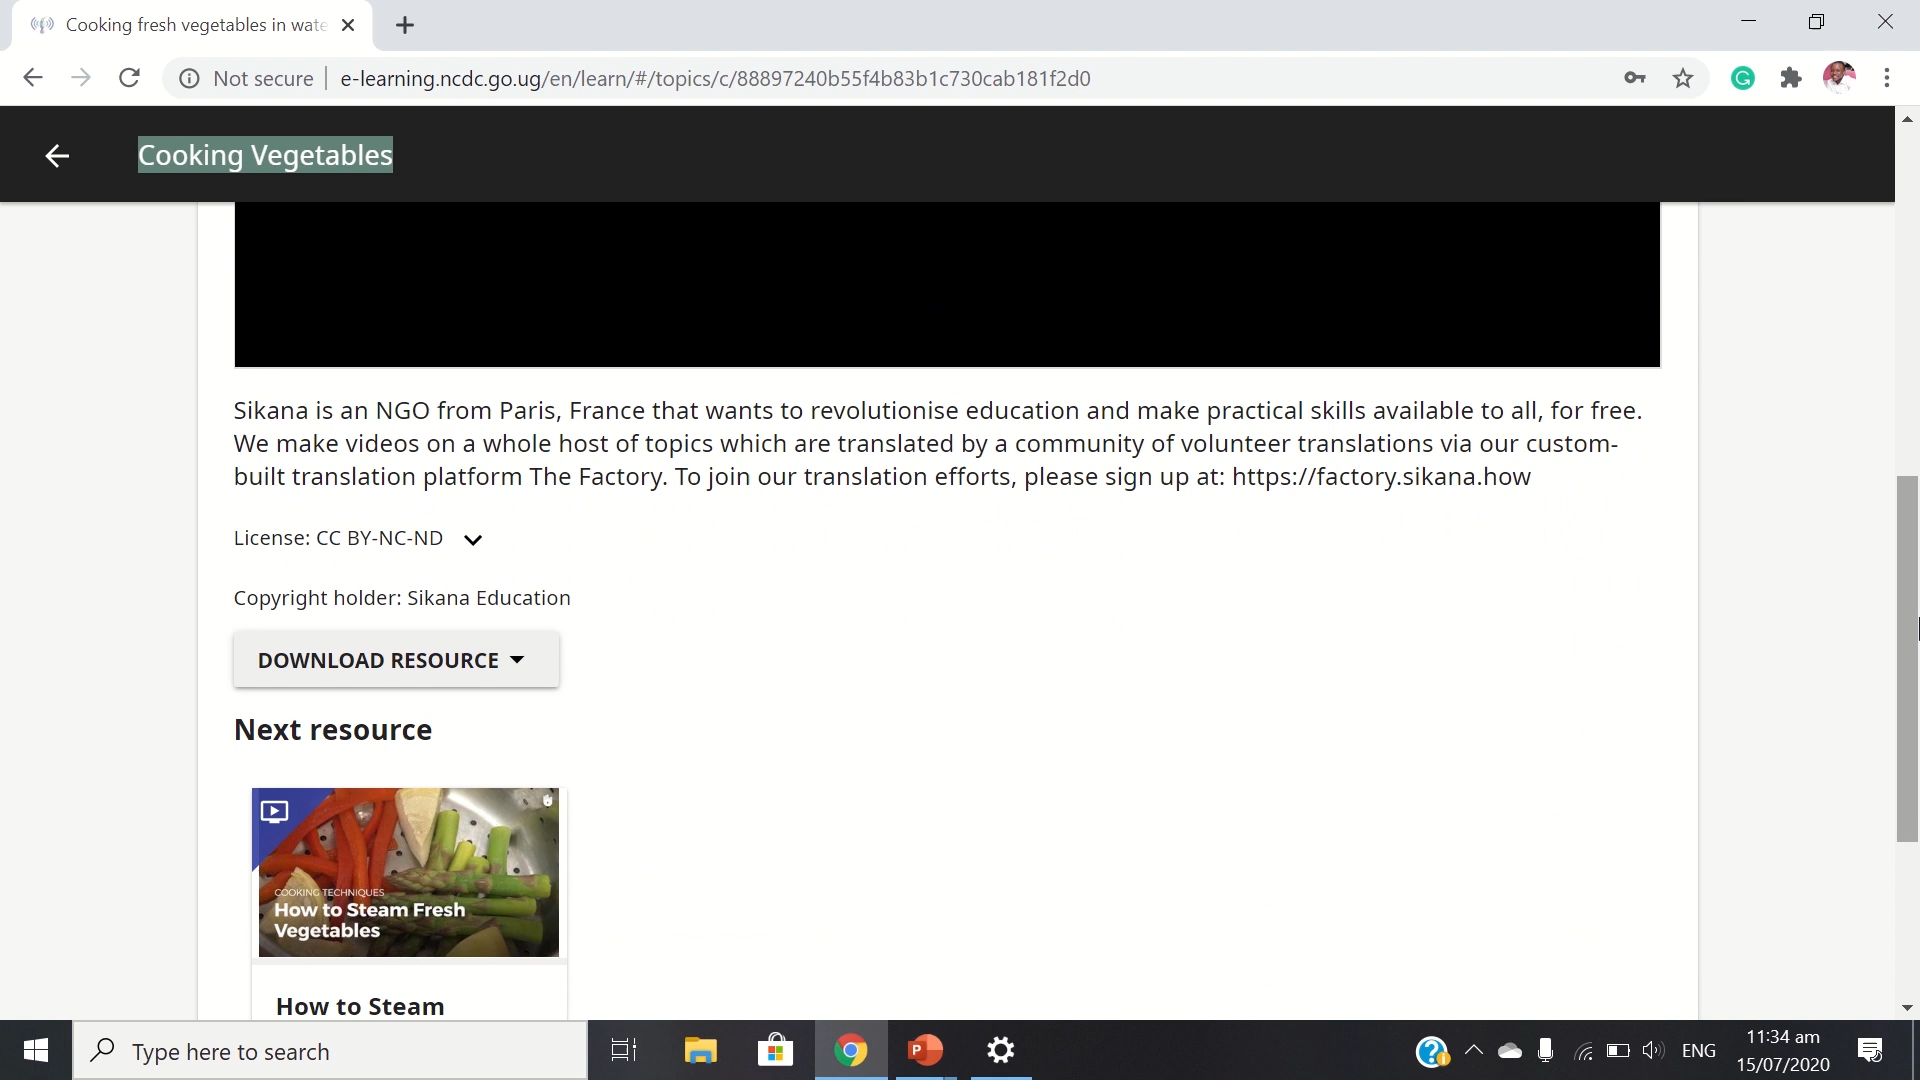 Cooking fresh vegetables in wate
Not secure
e-learning.ncdc.go.ug/en/learn/#/topics/c/88897240b55f4b83b1c730cab181f2d0
G
Cooking Vegetables
Sikana is an NGO from Paris, France that wants to revolutionise education and make practical skills available to all, for free.
We make videos on a whole host of topics which are translated by a community of volunteer translations via our custom-
built translation platform The Factory. To join our translation efforts, please sign up at: https://factory.sikana.how
License: CC BY-NC-ND
Copyright holder: Sikana Education
DOWNLOAD RESOURCE
Next resource
COOKING TECHNIQUES
How to Steam Fresh
Vegetables
How to Steam
Type here to search
P
ENG
11:34 am
15/07/2020